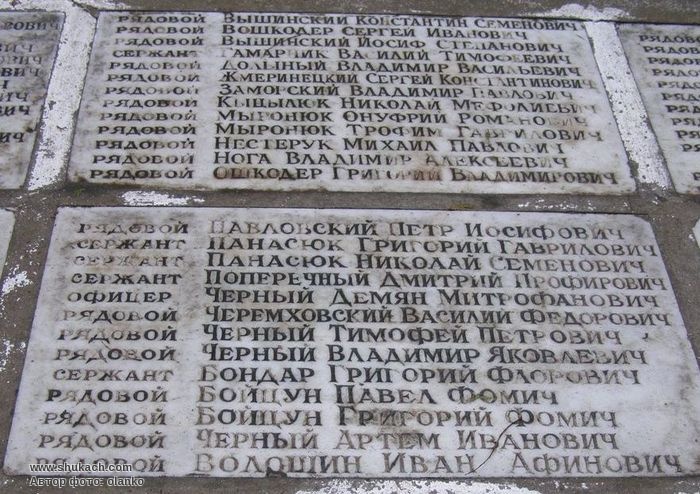 РЯДОВОЙ ВЫШИНСКИЙ КОНСТАНТИН СЕМЕНОВИЧ
РЯДОВОЙ ВОШКОДЕР СЕРГЕЙ ИВАНОВИЧ
РЯДОВОЙ ВЫШИНСКИЙ ИОСИФ СТЕПАНОВИЧ
СЕРЖАНТ ГАМАРНИК ВАСИЛИЙ ТИМОФЕЕВИЧ
РЯДОВОЙ ДОЛЬНЫЙ ВЛАДИМИР ВАСИЛЬЕВИЧ
РЯДОВОЙ ЖМЕРИНЕЦКИЙ СЕРГЕЙ КОНСТАНТИНОВИЧ
РЯДОВОЙ ЗАМОРСКИЙ ВЛАДИМИР ПАВЛОВИЧ
РЯДОВОЙ КЫЦЫЛЮК НИКОЛАЙ МЕФОЛИЕВИЧ
РЯДОВОЙ МЫРОНЮК ОНУФРИЙ РОМАНОВИЧ
РЯДОВОЙ МЫРОНЮК ТРОФИМ ГАВРИЛОВИЧ
РЯДОВОЙ НЕСТЕРУК МИХАИЛ ПАВЛОВИЧ
РЯДОВОЙ НОГА ВЛАДИМИР АЛЕКСЕЕВИЧ
РЯДОВОЙ ОШКОДЕР ГРИГОРИЙ ВЛАДИМИРОВИЧ
РЯДОВОЙ ПАВЛОВСКИЙ ПЕТР ИОСИФОВИЧ
СЕРЖАНТ ПАНАСЮК ГРИГОРИЙ ГАВРИЛОВИЧ
СЕРЖАНТ ПАНАСЮК НИКОЛАЙ СЕМЕНОВИЧ
СЕРЖАНТ ПОПЕРЕЧНЫЙ ДМИТРИЙ ПРОФИРОВИЧ
ОФИЦЕР ЧЕРНЫЙ ДЕМЯН МИТРОФАНОВИЧ
РЯДОВОЙ ЧЕРЕМХОВСКИЙ ВАСИЛИЙ ФЕДОРОВИЧ
РЯДОВОЙ ЧЕРНЫЙ ТИМОФЕЙ ПЕТРОВИЧ
РЯДОВОЙ ЧЕРНЫЙ ВЛАДИМИР ЯКОВЛЕВИЧ
СЕРЖАНТ БОНДАР ГРИГОРИЙ ФЛОРОВИЧ
РЯДОВОЙ БОЙЦУН ПАВЕЛ ФОМИЧ
РЯДОВОЙ БОЙЦУН ГРИГОРИЙ ФОМИЧ
РЯДОВОЙ ЧЕРНЫЙ АРТЕМ ИВАНОВИЧ
РЯДОВОЙ ВОЛОШИН ИВАН АФИНОВИЧ
www.shukach.com
Автор фото: olanko